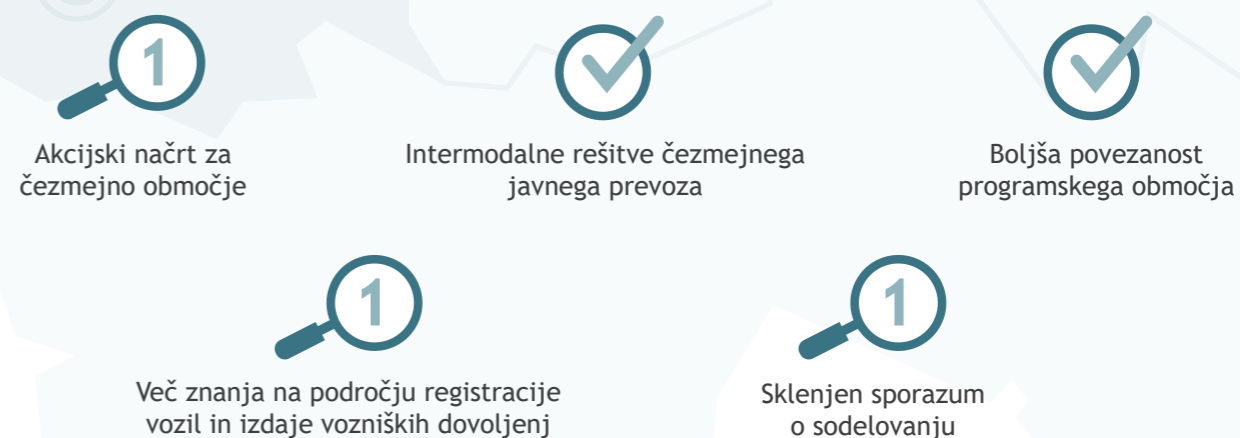 1
Akcijski načrt za
čezmejno območje
Intermodalne rešitve čezmejnega
javnega prevoza
Boljša povezanost
programskega območja
1
Več znanja na področju registracije
vozil in izdaje vozniških dovoljenj
1
Sklenjen sporazum
o sodelovanju